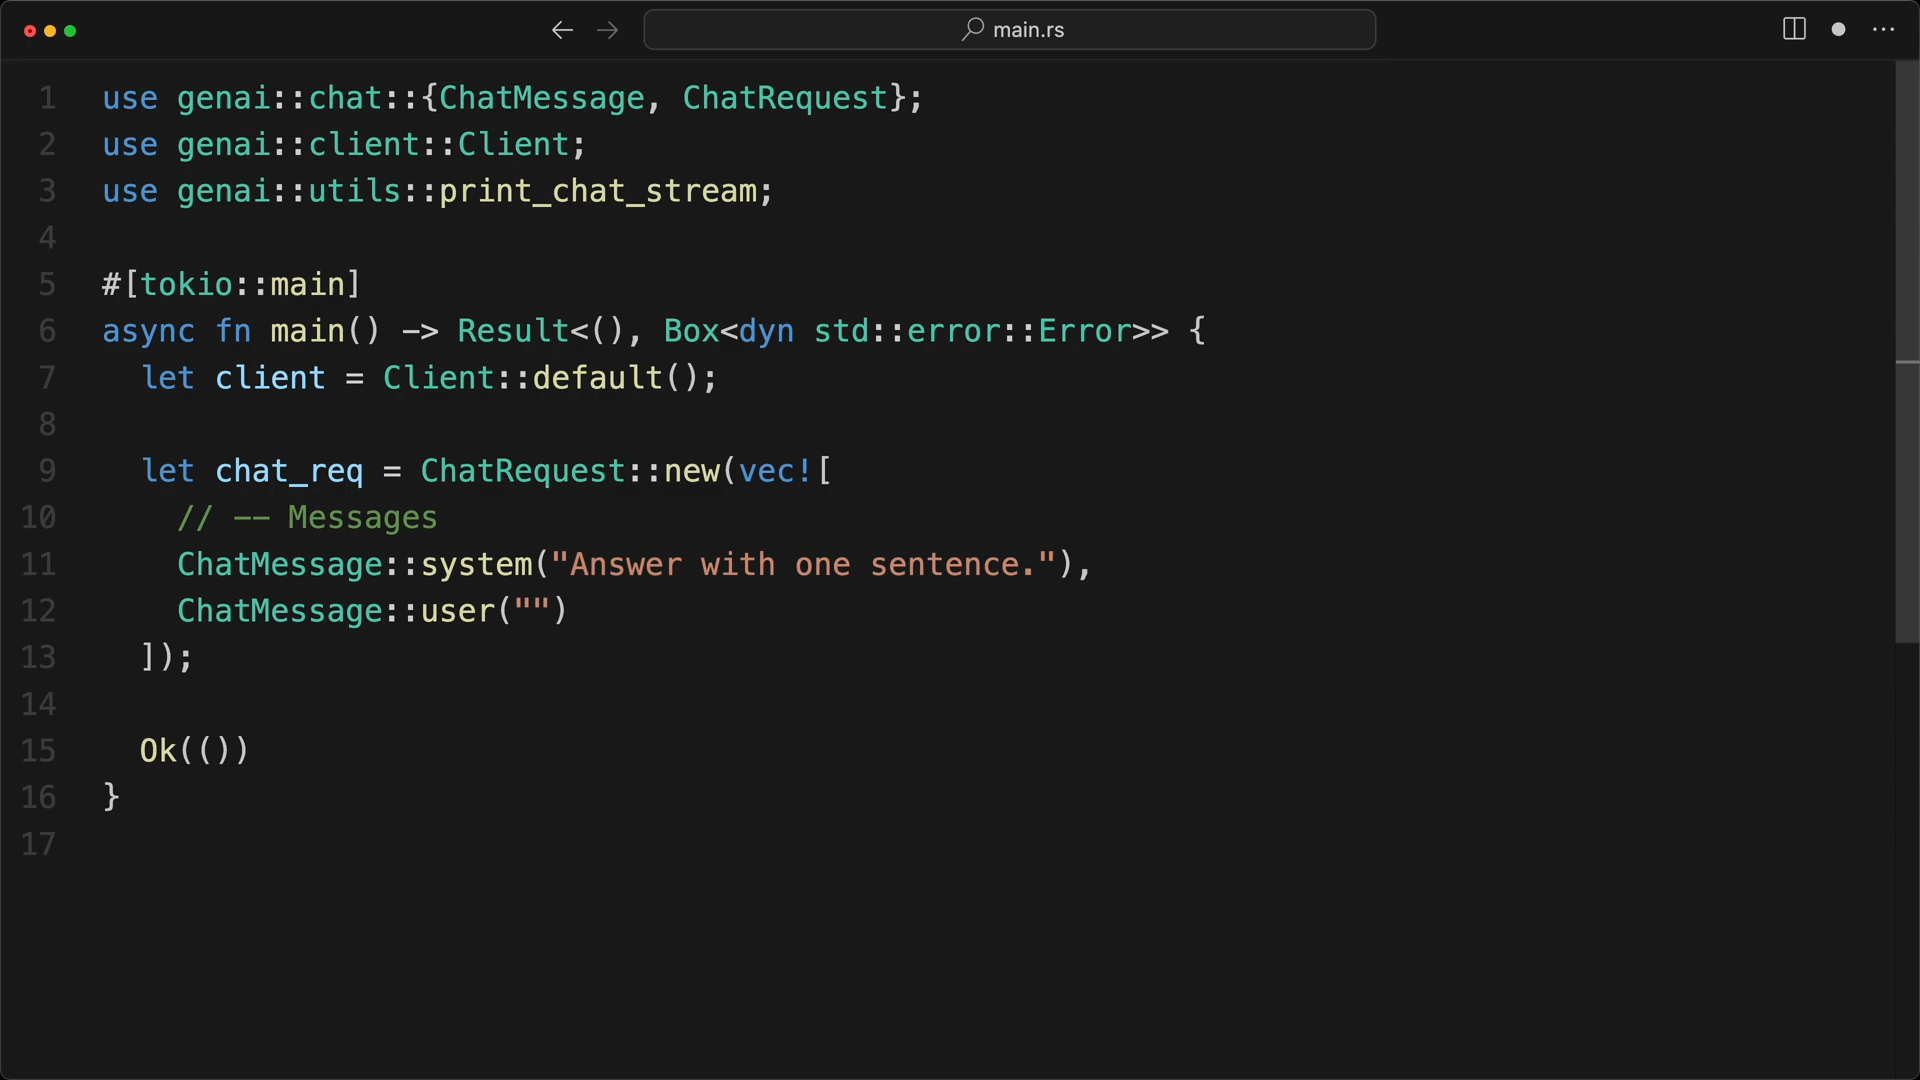 main.rs
1 use genai::chat::{ChatMessage, ChatRequest};
2 use genai::client::Client;
3 use genai::utils::print_chat_stream;
4
5 #[tokio::main]
6 async fn main() -> Result<(), Box<dyn std::error::Error>> {
7   let client = Client::default();
8
9   let chat_req = ChatRequest::new(vec![
10     // -- Messages
11     ChatMessage::system("Answer with one sentence."),
12     ChatMessage::user("")
13   ]);
14
15   Ok(())
16 }
17